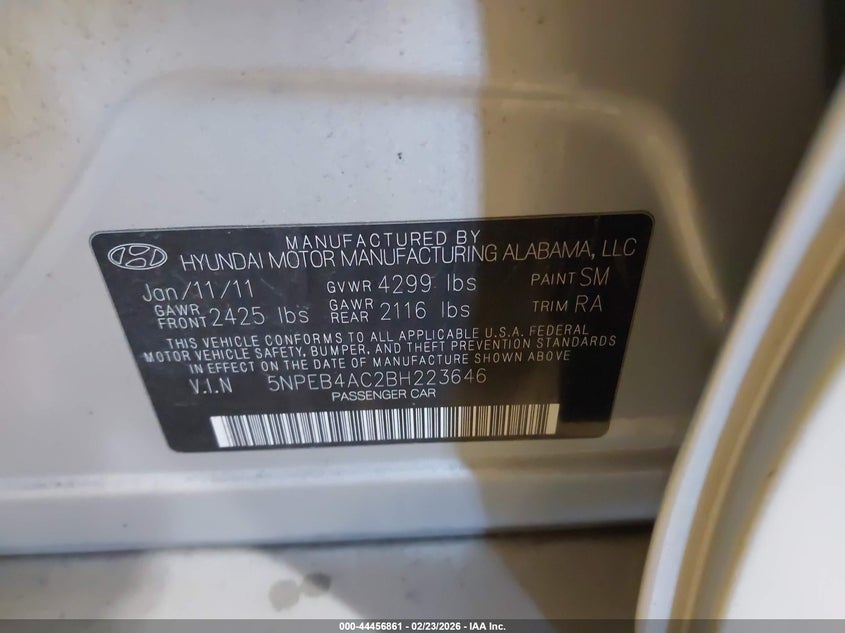 MANUFACTURED BY
HYUNDAI MOTOR MANUFACTURING ALABAMA, LLC
Jan/11/11 GVWR 4299 lbs PAINT SM
GAWR FRONT 2425 lbs GAWR REAR 2116 lbs TRIM RA
THIS VEHICLE CONFORMS TO ALL APPLICABLE U.S.A. FEDERAL
MOTOR VEHICLE SAFETY, BUMPER, AND THEFT PREVENTION STANDARDS
IN EFFECT ON THE DATE OF MANUFACTURE SHOWN ABOVE
V.I.N 5NPEB4AC2BH223646
PASSENGER CAR
000-44456861 - 02/23/2026 - IAA Inc.